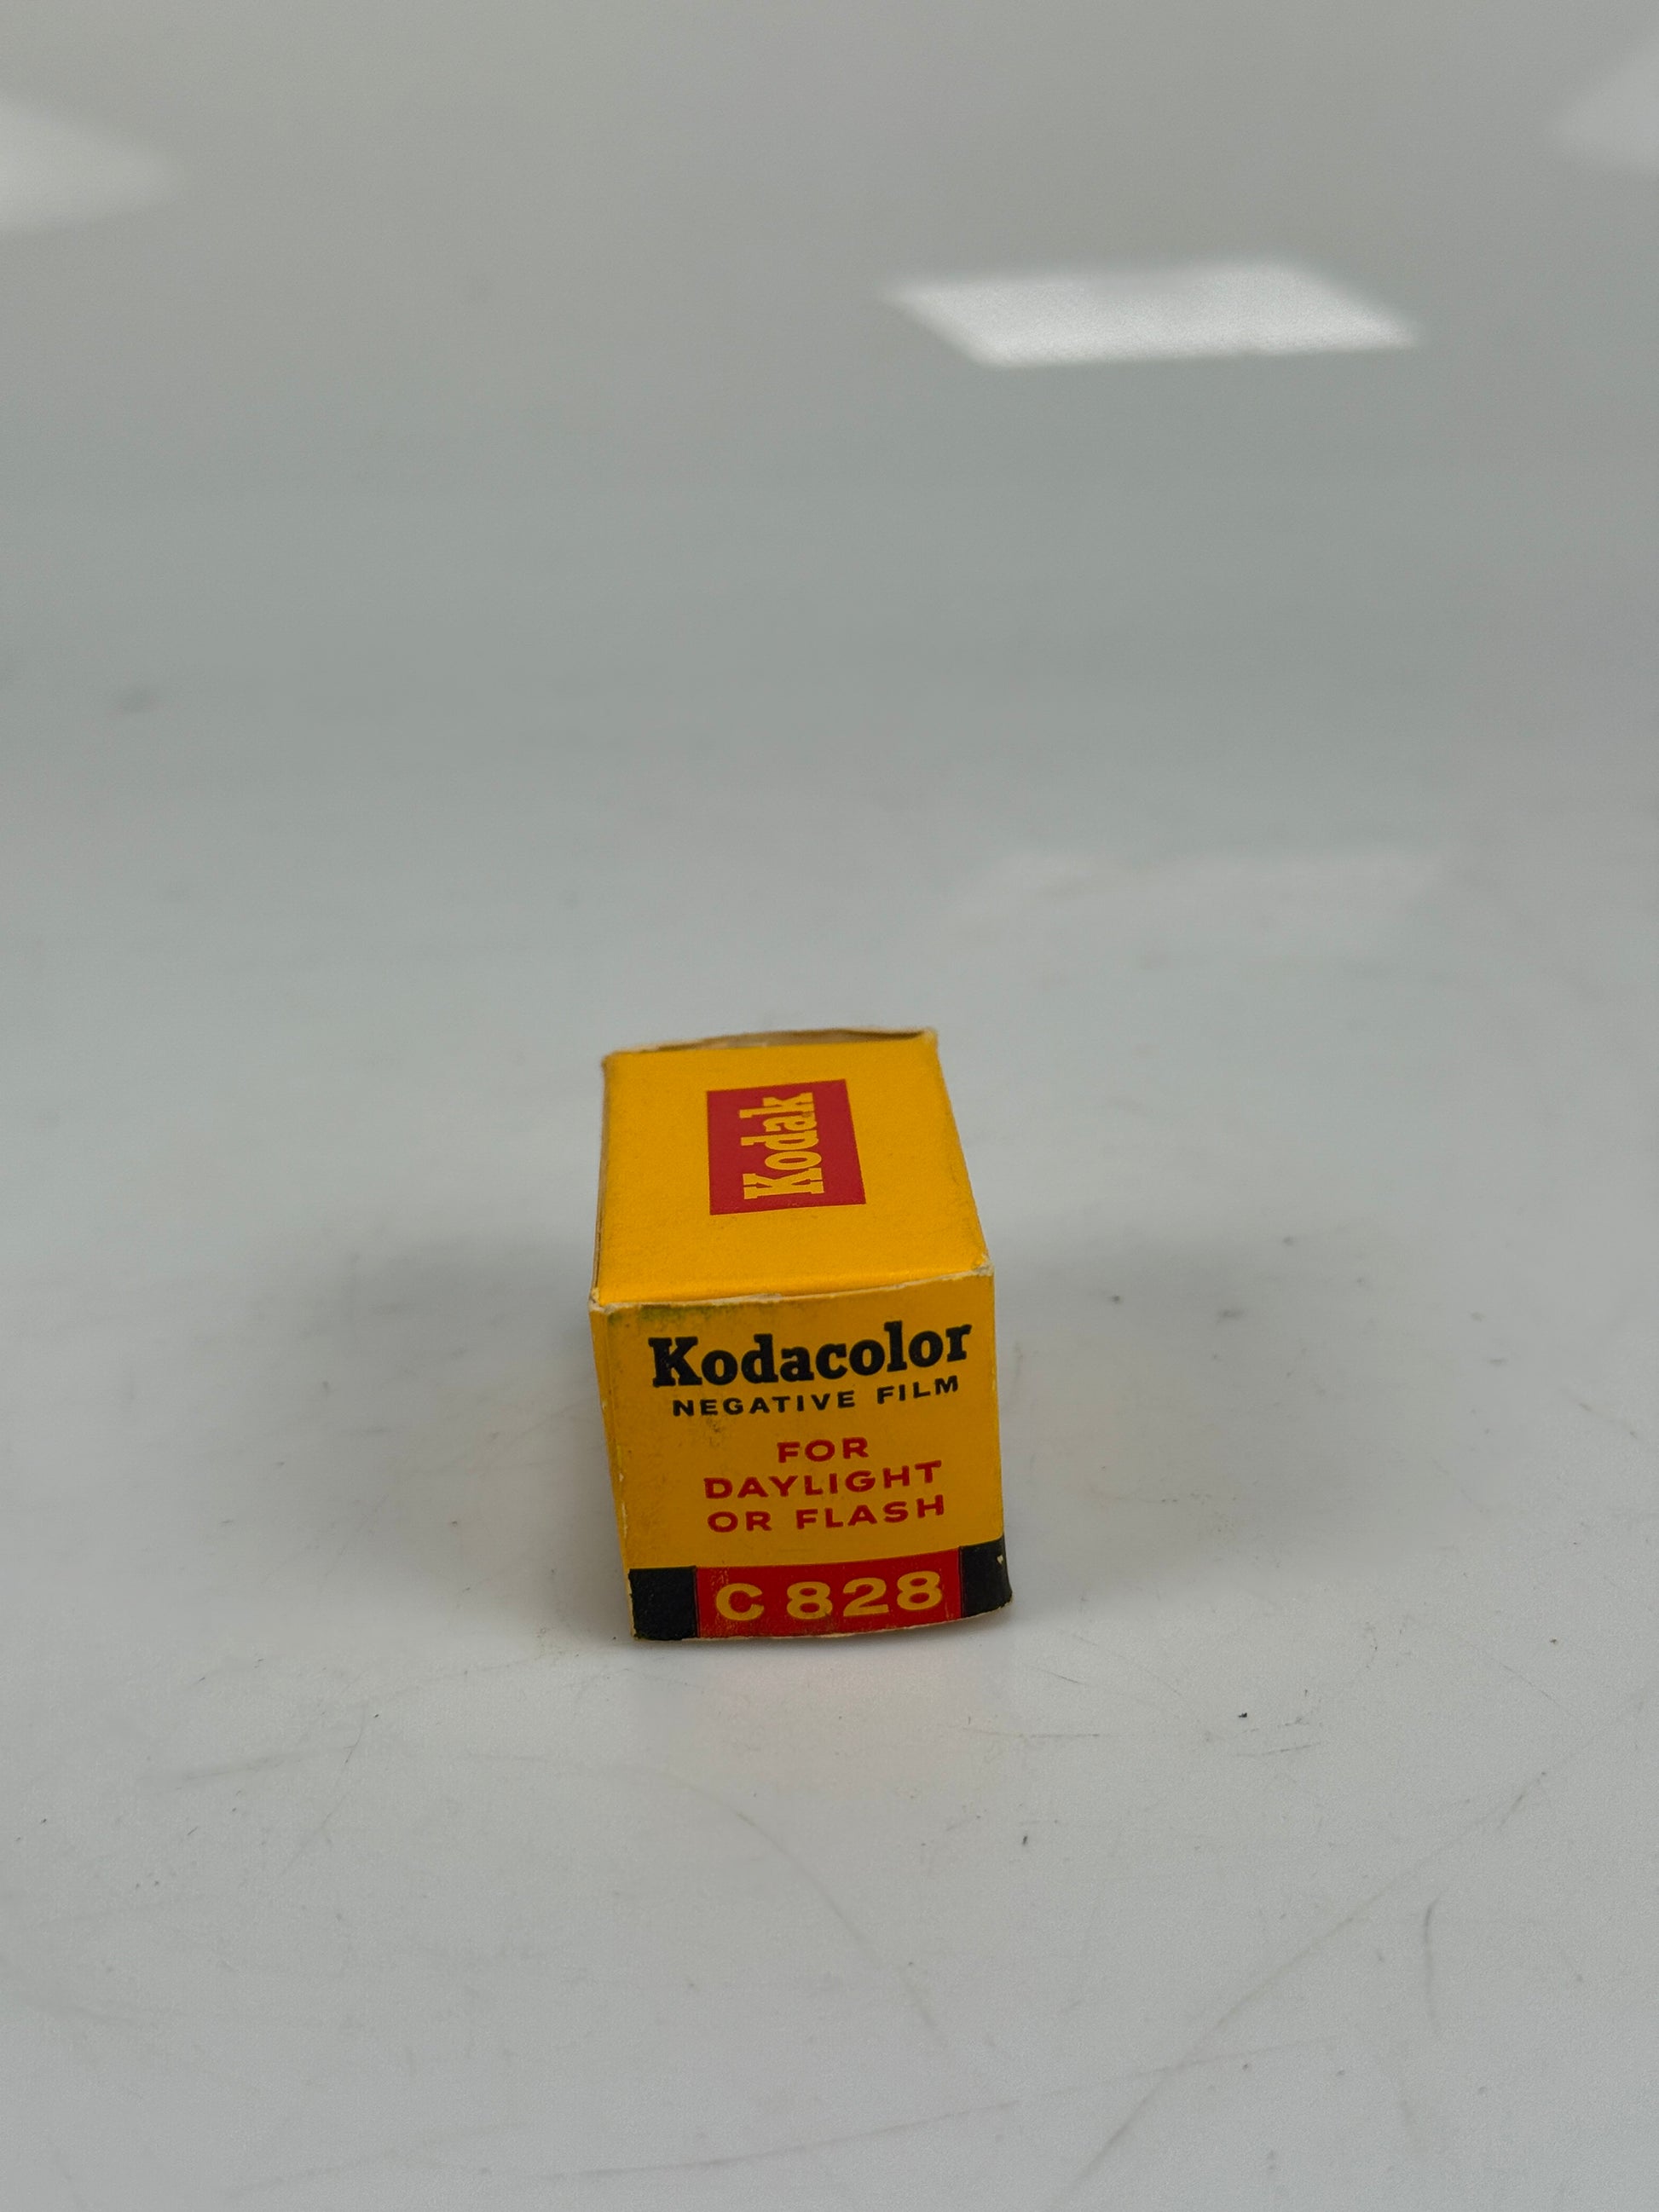 Kodak
Kodacolor
NEGATIVE FILM
FOR
DAYLIGHT
OR FLASH
C 828